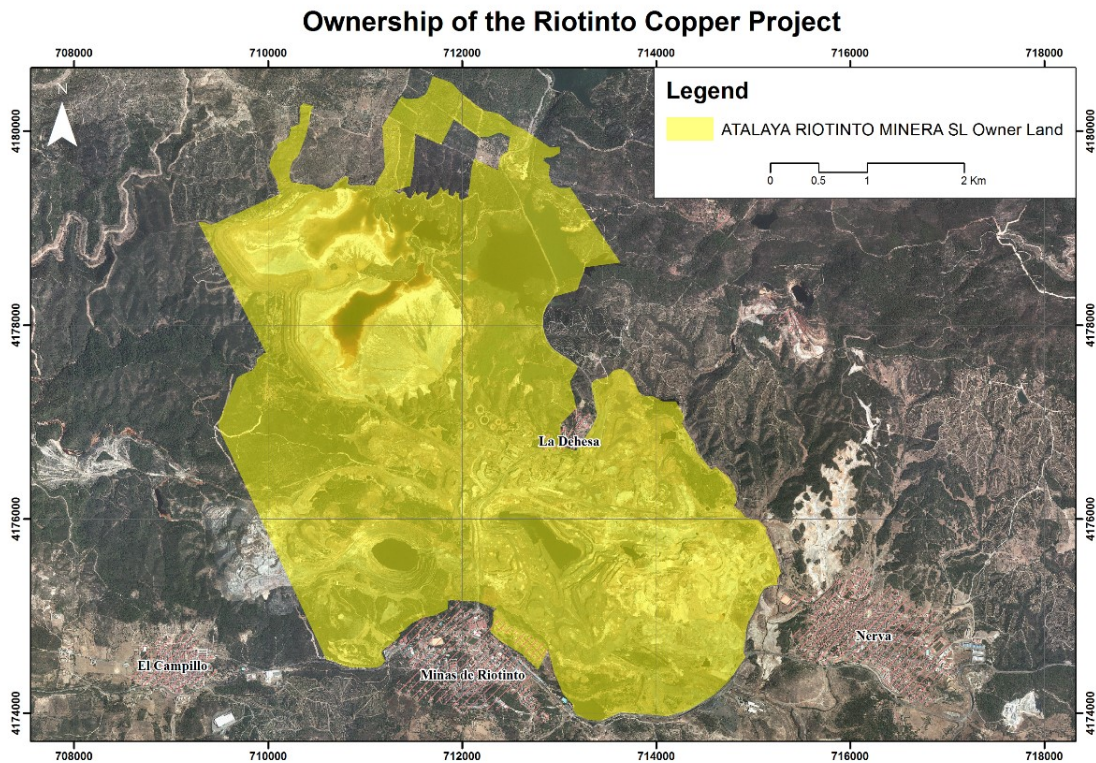 Ownership of the Riotinto Copper Project
708000 710000 712000 714000 716000 718000
N
Legend
ATALAYA RIOTINTO MINERA SL Owner Land
0 0.5 1 2 Km
4180000 4180000
4178000 4178000
La Dehesa
4176000 4176000
Nerva
El Campillo
Minas de Riotinto
4174000 4174000
708000 710000 712000 714000 716000 718000